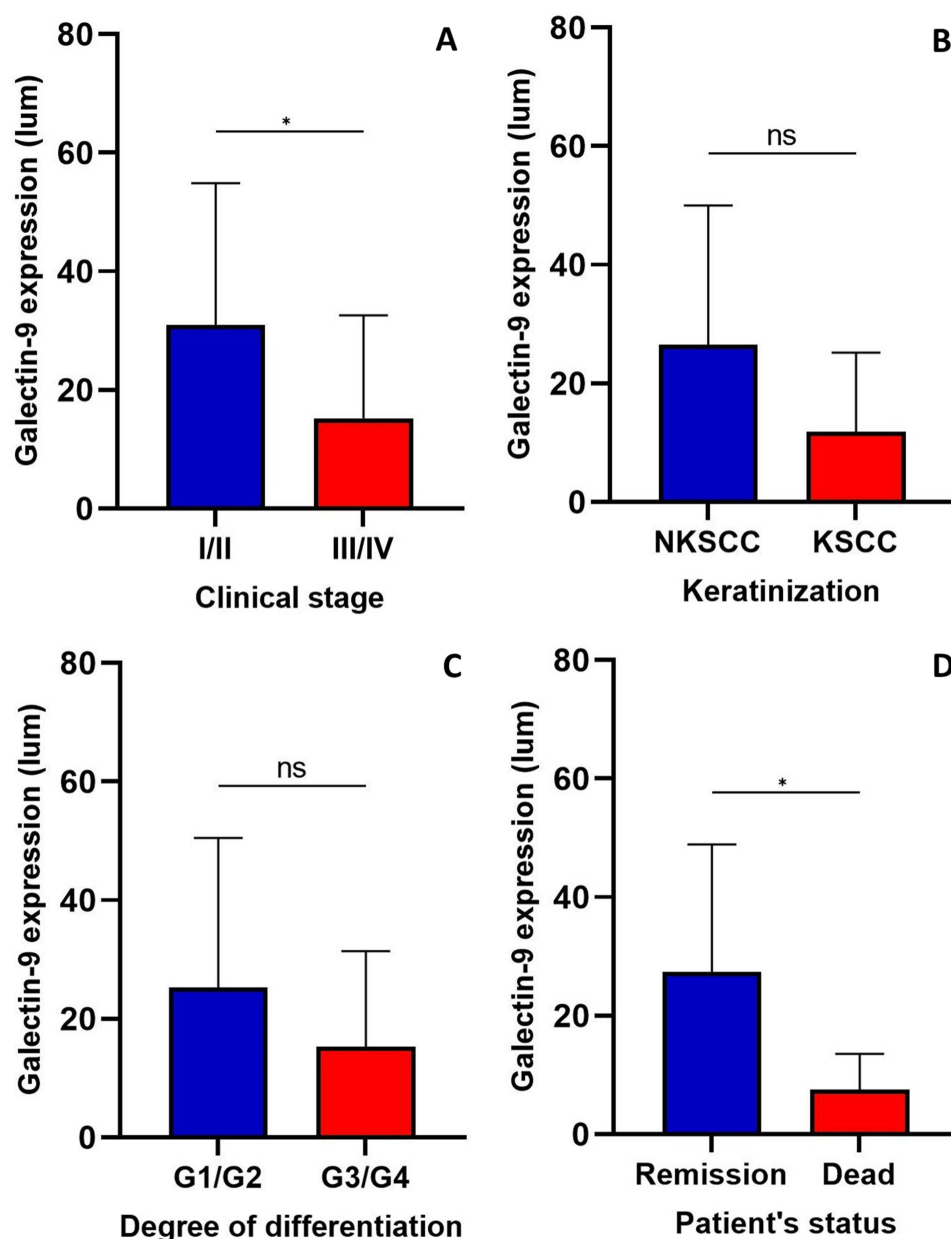 A
Galectin-9 expression (lum)
80
60
40
20
0
*
I/II III/IV
Clinical stage
B
Galectin-9 expression (lum)
80
60
40
20
0
ns
NKSCC KSCC
Keratinization
C
Galectin-9 expression (lum)
80
60
40
20
0
ns
G1/G2 G3/G4
Degree of differentiation
D
Galectin-9 expression (lum)
80
60
40
20
0
*
Remission Dead
Patient's status